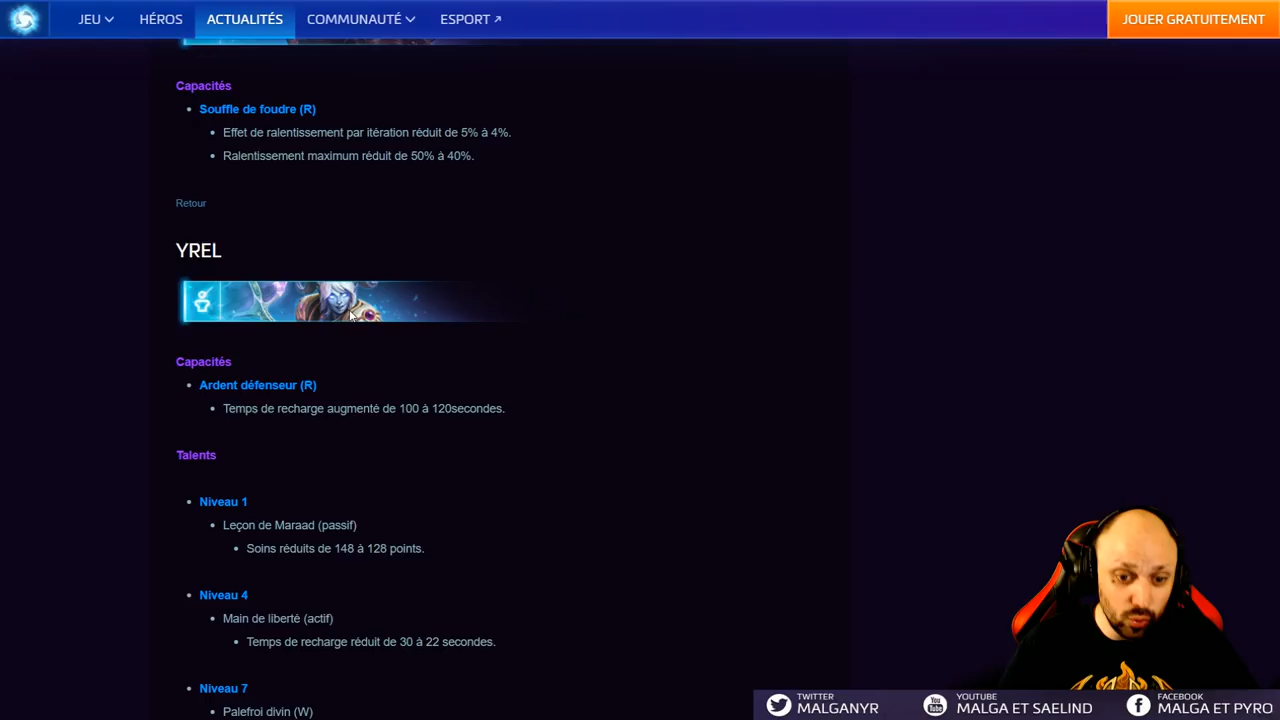 JEU HÉROS ACTUALITÉS COMMUNAUTÉ ESPORT JOUER GRATUITEMENT
Capacités
Souffle de foudre (R)
Effet de ralentissement par itération réduit de 5% à 4%.
Ralentissement maximum réduit de 50% à 40%.
Retour
YREL
Capacités
Ardent défenseur (R)
Temps de recharge augmenté de 100 à 120secondes.
Talents
Niveau 1
Leçon de Maraad (passif)
Soins réduits de 148 à 128 points.
Niveau 4
Main de liberté (actif)
Temps de recharge réduit de 30 à 22 secondes.
Niveau 7
Palefroi divin (W)
TWITTER
MALGANYR
YOUTUBE
MALGA ET SAELIND
FACEBOOK
MALGA ET PYRO